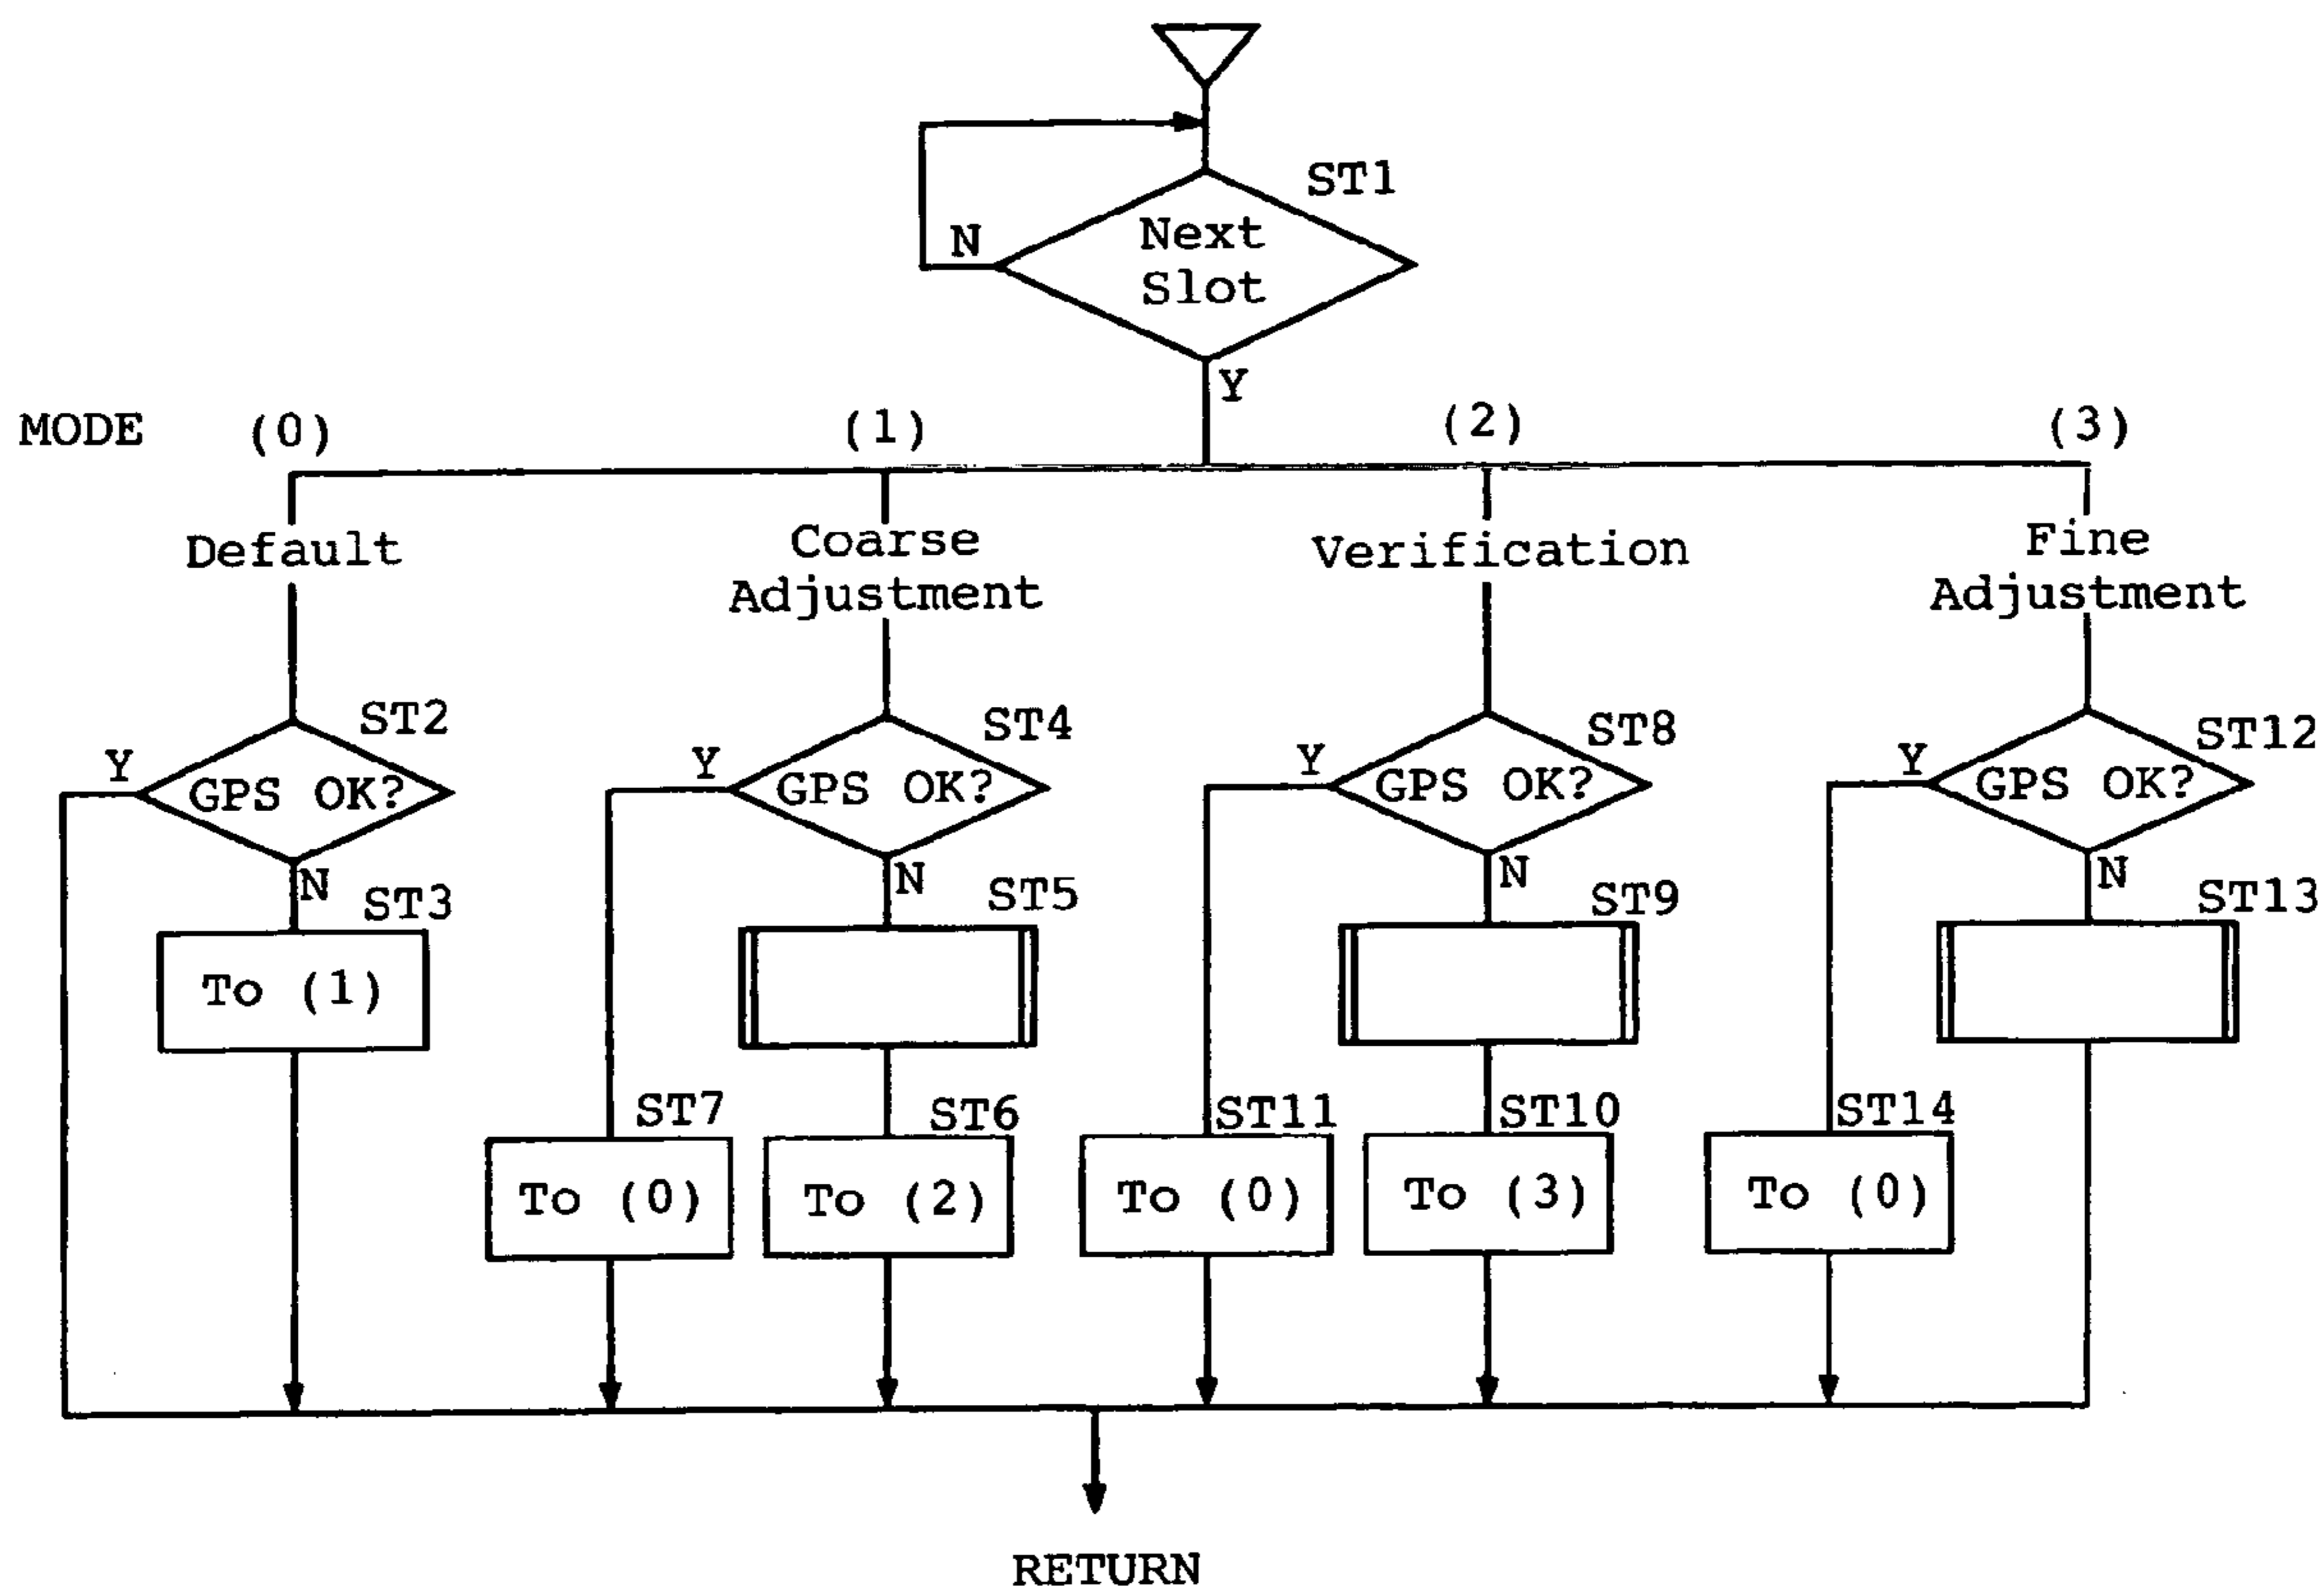 ST1
Next
Slot
N
Y
MODE (0) (1) (2) (3)
Default
Coarse
Adjustment
Verification
Fine
Adjustment
ST2
Y
GPS OK?
N
ST4
Y
GPS OK?
N
ST8
Y
GPS OK?
N
ST12
Y
GPS OK?
N
ST3
To (1)
ST5
ST9
ST13
ST7
To (0)
ST6
To (2)
ST11
To (0)
ST10
To (3)
ST14
To (0)
RETURN